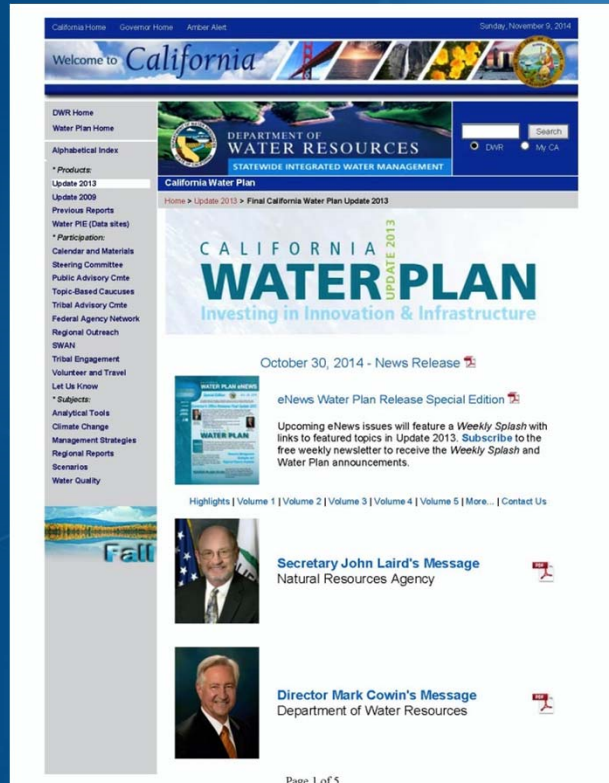 California Home Governor Home Amber Alert Sunday, November 9, 2014
Welcome to California
DWR Home
Water Plan Home
Alphabetical Index
* Products:
Update 2013
Update 2009
Previous Reports
Water PIE (Data sites)
* Participation:
Calendar and Materials
Steering Committee
Public Advisory Cmte
Topic-Based Caucuses
Tribal Advisory Cmte
Federal Agency Network
Regional Outreach
SWAN
Tribal Engagement
Volunteer and Travel
Let Us Know
* Subjects:
Analytical Tools
Climate Change
Management Strategies
Regional Reports
Scenarios
Water Quality
Fall
DEPARTMENT OF
WATER RESOURCES
STATEWIDE INTEGRATED WATER MANAGEMENT
Search
DWR My CA
California Water Plan
Home > Update 2013 > Final California Water Plan Update 2013
CALIFORNIA
WATER PLAN
UPDATE 2013
Investing in Innovation & Infrastructure
October 30, 2014 - News Release
WATER PLAN eNEWS
WATER PLAN
eNews Water Plan Release Special Edition
Upcoming eNews issues will feature a Weekly Splash with
links to featured topics in Update 2013. Subscribe to the
free weekly newsletter to receive the Weekly Splash and
Water Plan announcements.
Highlights | Volume 1 | Volume 2 | Volume 3 | Volume 4 | Volume 5 | More... | Contact Us
Secretary John Laird's Message
Natural Resources Agency
PDF
Director Mark Cowin's Message
Department of Water Resources
PDF
Page 1 of 5